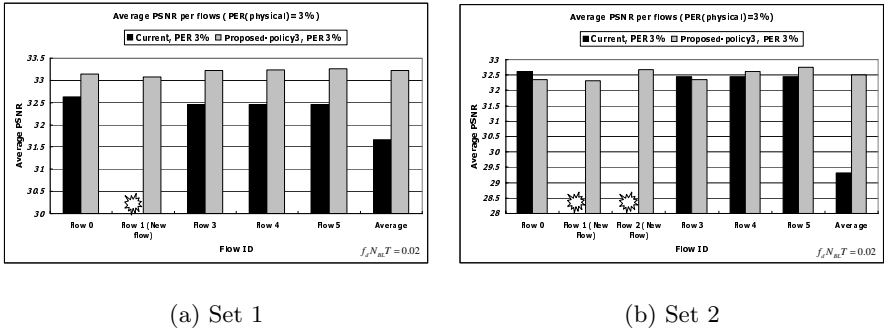 Average PSNR per flows (PER(physical)=3%)
Current, PER 3% Proposed-policy3, PER 3%
33.5
33
32.5
32
31.5
31
30.5
30
Average PSNR
flow 0 flow 1 (New flow) flow 3 flow 4 flow 5 Average
Flow ID
f_d N_BL T = 0.02
(a) Set 1
Average PSNR per flows (PER(physical)=3%)
Current, PER 3% Proposed-policy3, PER 3%
33
32.5
32
31.5
31
30.5
30
29.5
29
28.5
28
Average PSNR
flow 0 flow 1 (New flow) flow 2 (New flow) flow 3 flow 4 flow 5 Average
Flow ID
f_d N_BL T = 0.02
(b) Set 2